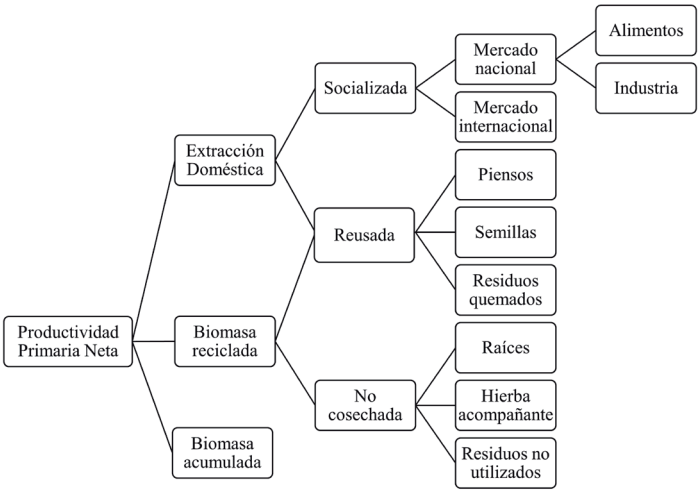 Productividad
Primaria Neta
Extracción
Doméstica
Biomasa
reciclada
Biomasa
acumulada
Socializada
Reusada
No
cosechada
Mercado
nacional
Mercado
internacional
Piensos
Semillas
Residuos
quemados
Raíces
Hierba
acompañante
Residuos no
utilizados
Alimentos
Industria